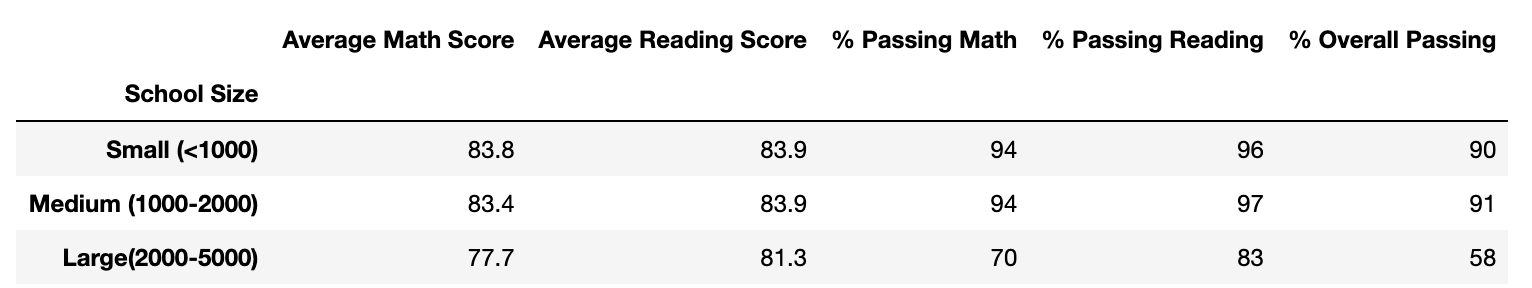 Average Math Score Average Reading Score % Passing Math % Passing Reading % Overall Passing
School Size
Small (<1000) 83.8 83.9 94 96 90
Medium (1000-2000) 83.4 83.9 94 97 91
Large(2000-5000) 77.7 81.3 70 83 58